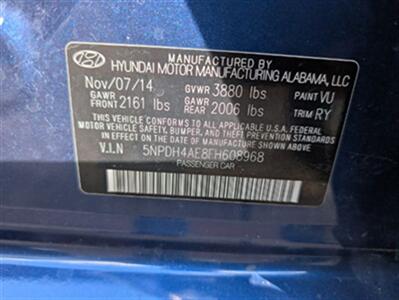 MANUFACTURED BY
HYUNDAI MOTOR MANUFACTURING ALABAMA, LLC
Nov/07/14 GVWR 3880 lbs PAINT VU
GAWR FRONT 2161 lbs GAWR REAR 2006 lbs TRIM RY
THIS VEHICLE CONFORMS TO ALL APPLICABLE U.S. FEDERAL
MOTOR VEHICLE SAFETY, BUMPER, AND THEFT PREVENTION
STANDARDS IN EFFECT ON THE DATE OF MANUFACTURE SHOWN ABOVE.
V.I.N 5NPDH4AE8FH608968
PASSENGER CAR